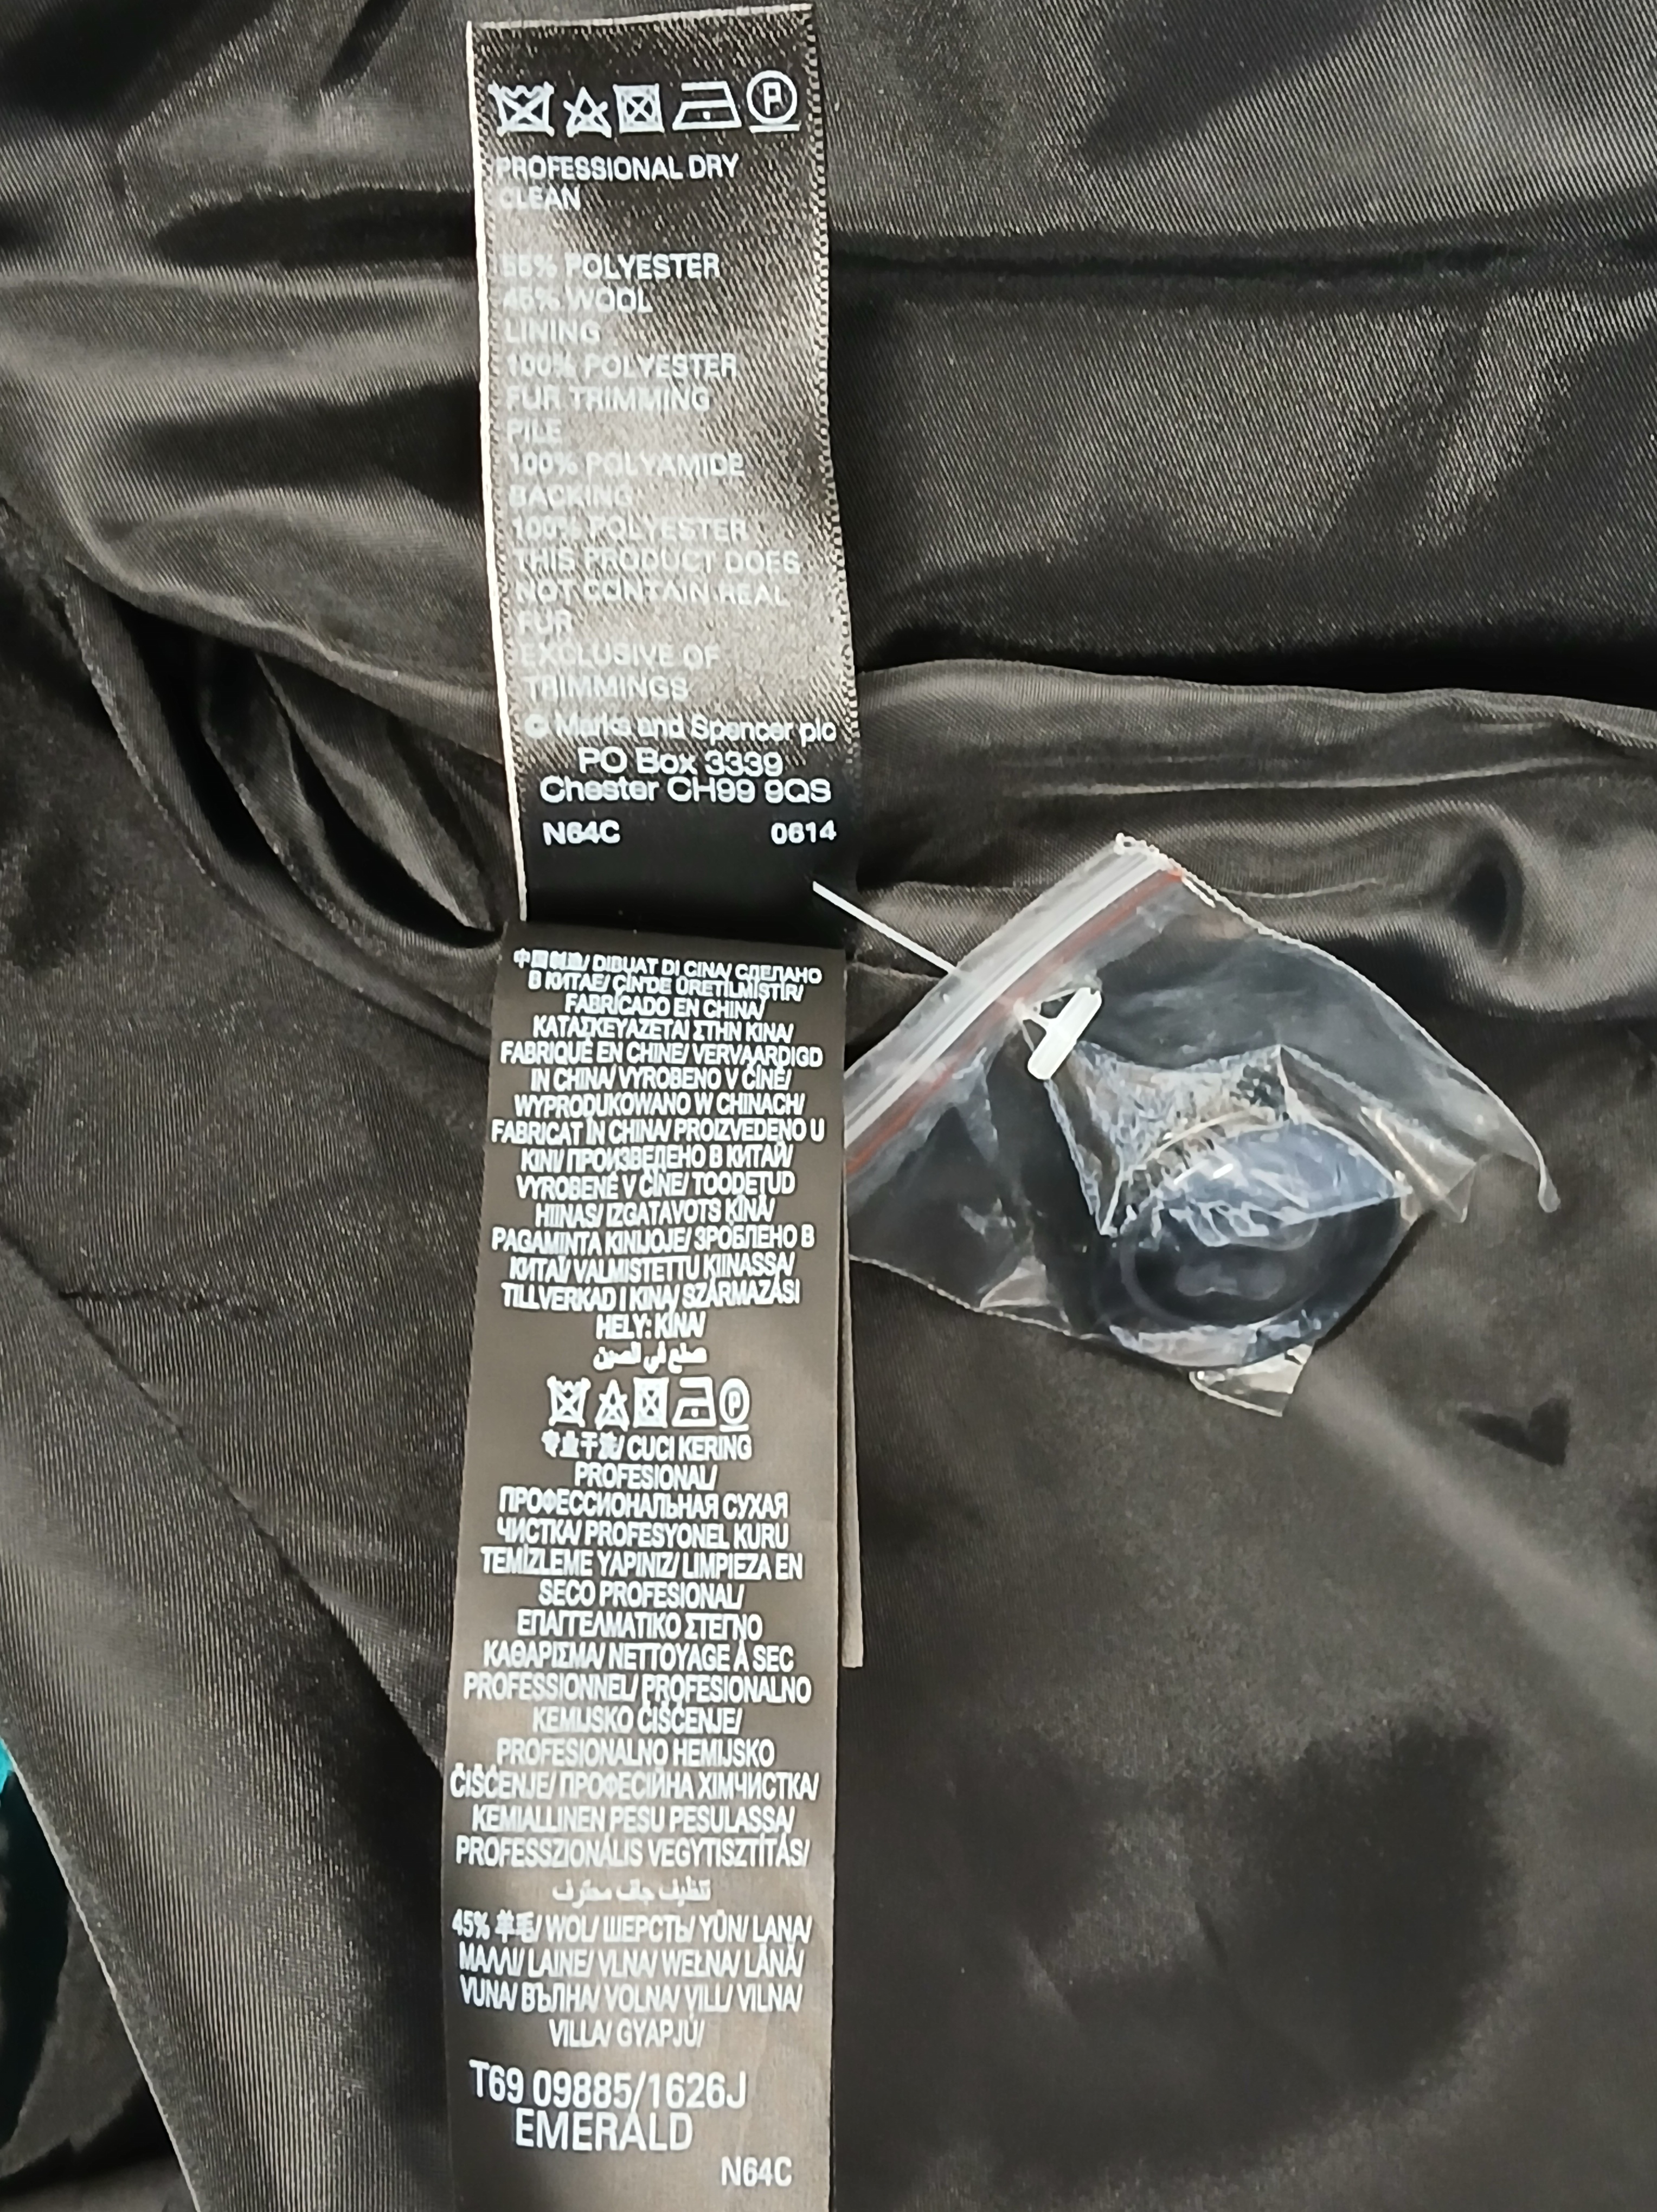 PROFESSIONAL DRY
CLEAN
55% POLYESTER
45% WOOL
LINING
100% POLYESTER
FUR TRIMMING
PILE
100% POLYAMIDE
BACKING
100% POLYESTER
THIS PRODUCT DOES
NOT CONTAIN REAL
FUR
EXCLUSIVE OF
TRIMMINGS
© Marks and Spencer plc
PO Box 3339
Chester CH99 9QS
N64C 0614
中国制造/ DIBUAT DI CINA/ СДЕЛАНО
В КИТАЕ/ ÇİN'DE ÜRETİLMİŞTİR/
FABRICADO EN CHINA/
ΚΑΤΑΣΚΕΥΑΖΕΤΑΙ ΣΤΗΝ ΚΙΝΑ/
FABRIQUÉ EN CHINE/ VERVAARDIGD
IN CHINA/ VYROBENO V ČÍNĚ/
WYPRODUKOWANO W CHINACH/
FABRICAT ÎN CHINA/ PROIZVEDENO U
KINI/ ПРОИЗВЕДЕНО В КИТАЙ/
VYROBENÉ V ČÍNE/ TOODETUD
HIINAS/ IZGATAVOTS ĶĪNĀ/
PAGAMINTA KINIJOJE/ ЗРОБЛЕНО В
КИТАЇ/ VALMISTETTU KIINASSA/
TILLVERKAD I KINA/ SZÁRMAZÁSI
HELY: KÍNA/
صنع في الصين
P
专业干洗/ CUCI KERING
PROFESIONAL/
ПРОФЕССИОНАЛЬНАЯ СУХАЯ
ЧИСТКА/ PROFESYONEL KURU
TEMİZLEME YAPINIZ/ LIMPIEZA EN
SECO PROFESIONAL/
ΕΠΑΓΓΕΛΜΑΤΙΚΟ ΣΤΕΓΝΟ
ΚΑΘΑΡΙΣΜΑ/ NETTOYAGE À SEC
PROFESSIONNEL/ PROFESIONALNO
KEMIJSKO ČIŠĆENJE/
PROFESIONALNO HEMIJSKO
ČIŠĆENJE/ ПРОФЕСІЙНА ХІМЧИСТКА/
KEMIALLINEN PESU PESULASSA/
PROFESSZIONÁLIS VEGYTISZTÍTÁS/
تنظيف جاف محترف
45% 羊毛/ WOL/ ШЕРСТЬ/ YÜN/ LANA/
ΜΑΛΛΙ/ LAINE/ VLNA/ WEŁNA/ LÂNĂ/
VUNA/ ВЪЛНА/ VOLNA/ VILL/ VILNA/
VILLA/ GYAPJÚ/
T69 09885/1626J
EMERALD
N64C